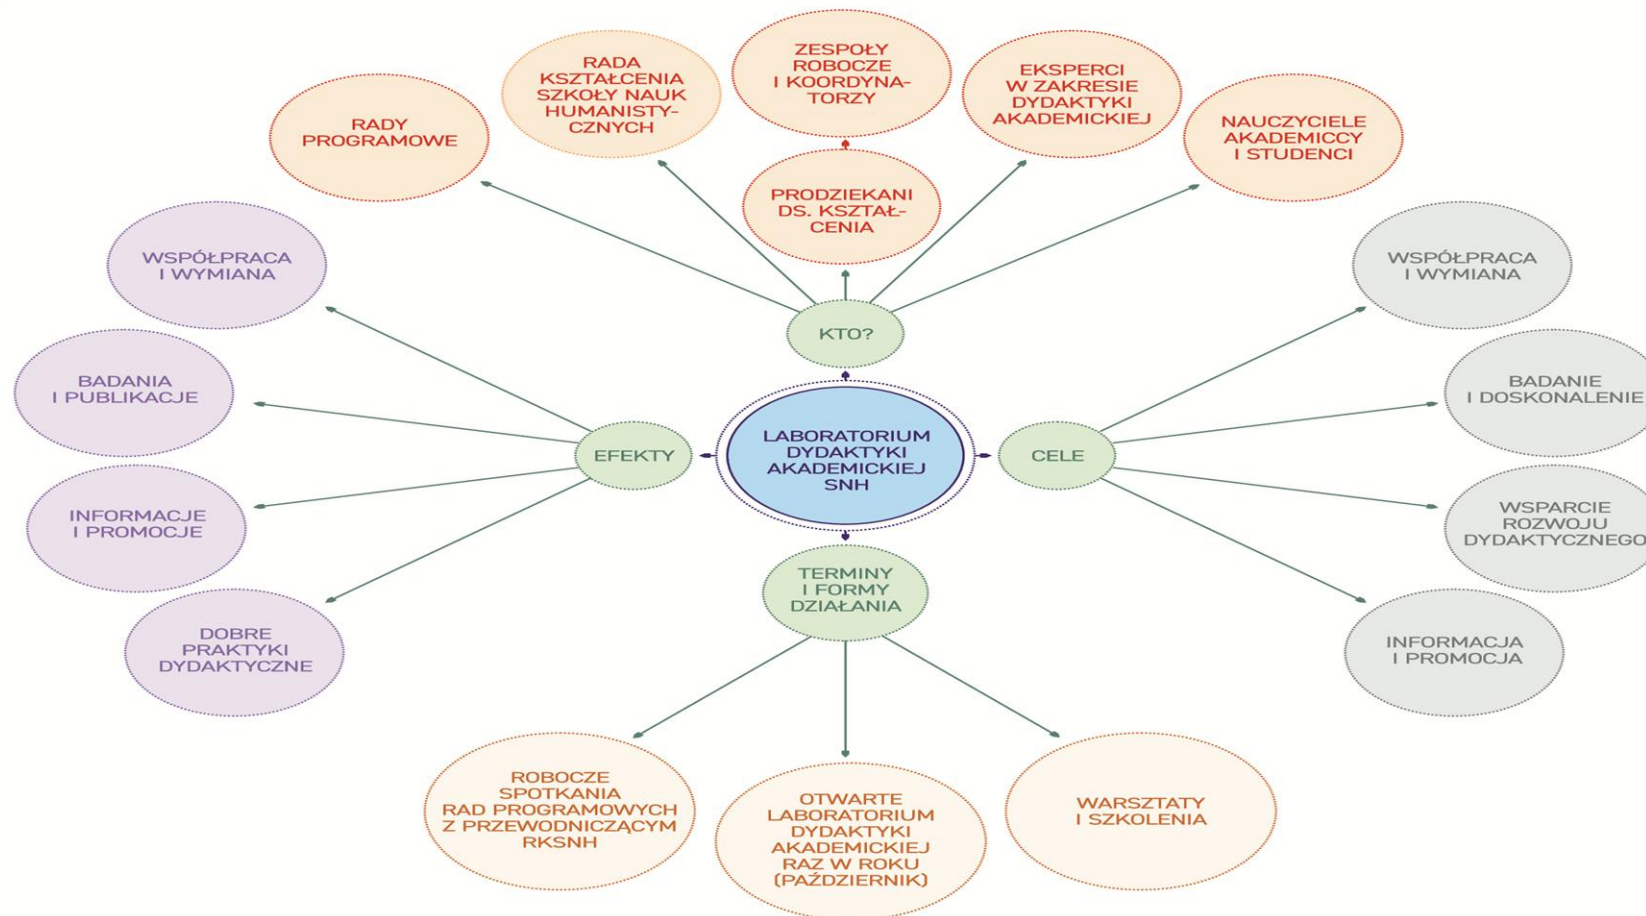 ZESPOŁY
ROBOCZE
I KOORDYNA-
TORZY
RADA
KSZTAŁCENIA
SZKOŁY NAUK
HUMANISTY-
CZNYCH
EKSPERCI
W ZAKRESIE
DYDAKTYKI
AKADEMICKIEJ
RADY
PROGRAMOWE
NAUCZYCIELE
AKADEMICCY
I STUDENCI
PRODZIEKANI
DS. KSZTAŁ-
CENIA
WSPÓŁPRACA
I WYMIANA
WSPÓŁPRACA
I WYMIANA
KTO?
BADANIA
I PUBLIKACJE
BADANIE
I DOSKONALENIE
EFEKTY
LABORATORIUM
DYDAKTYKI
AKADEMICKIEJ
SNH
CELE
INFORMACJE
I PROMOCJE
WSPARCIE
ROZWOJU
DYDAKTYCZNEGO
TERMINY
I FORMY
DZIAŁANIA
DOBRE
PRAKTYKI
DYDAKTYCZNE
INFORMACJA
I PROMOCJA
ROBOCZE
SPOTKANIA
RAD PROGRAMOWYCH
Z PRZEWODNICZĄCYM
RKSNH
OTWARTE
LABORATORIUM
DYDAKTYKI
AKADEMICKIEJ
RAZ W ROKU
(PAŹDZIERNIK)
WARSZTATY
I SZKOLENIA